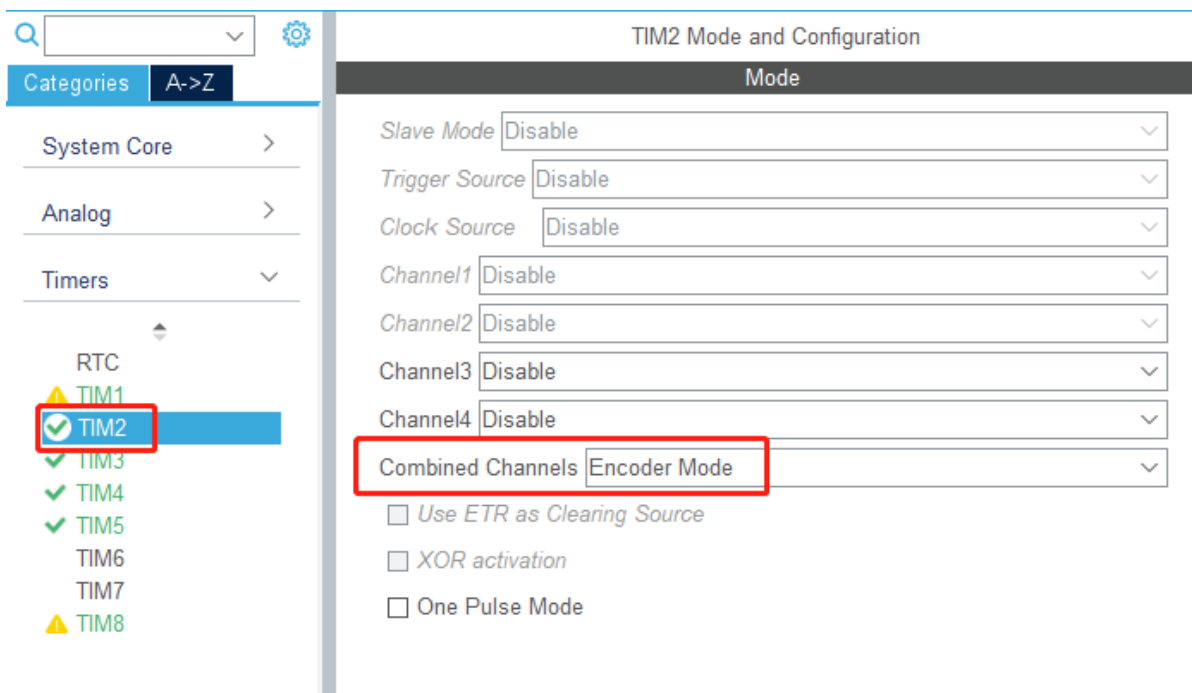 TIM2 Mode and Configuration
Categories A->Z
Mode
System Core
Analog
Timers
RTC
TIM1
TIM2
TIM3
TIM4
TIM5
TIM6
TIM7
TIM8
Slave Mode Disable
Trigger Source Disable
Clock Source Disable
Channel1 Disable
Channel2 Disable
Channel3 Disable
Channel4 Disable
Combined Channels Encoder Mode
Use ETR as Clearing Source
XOR activation
One Pulse Mode